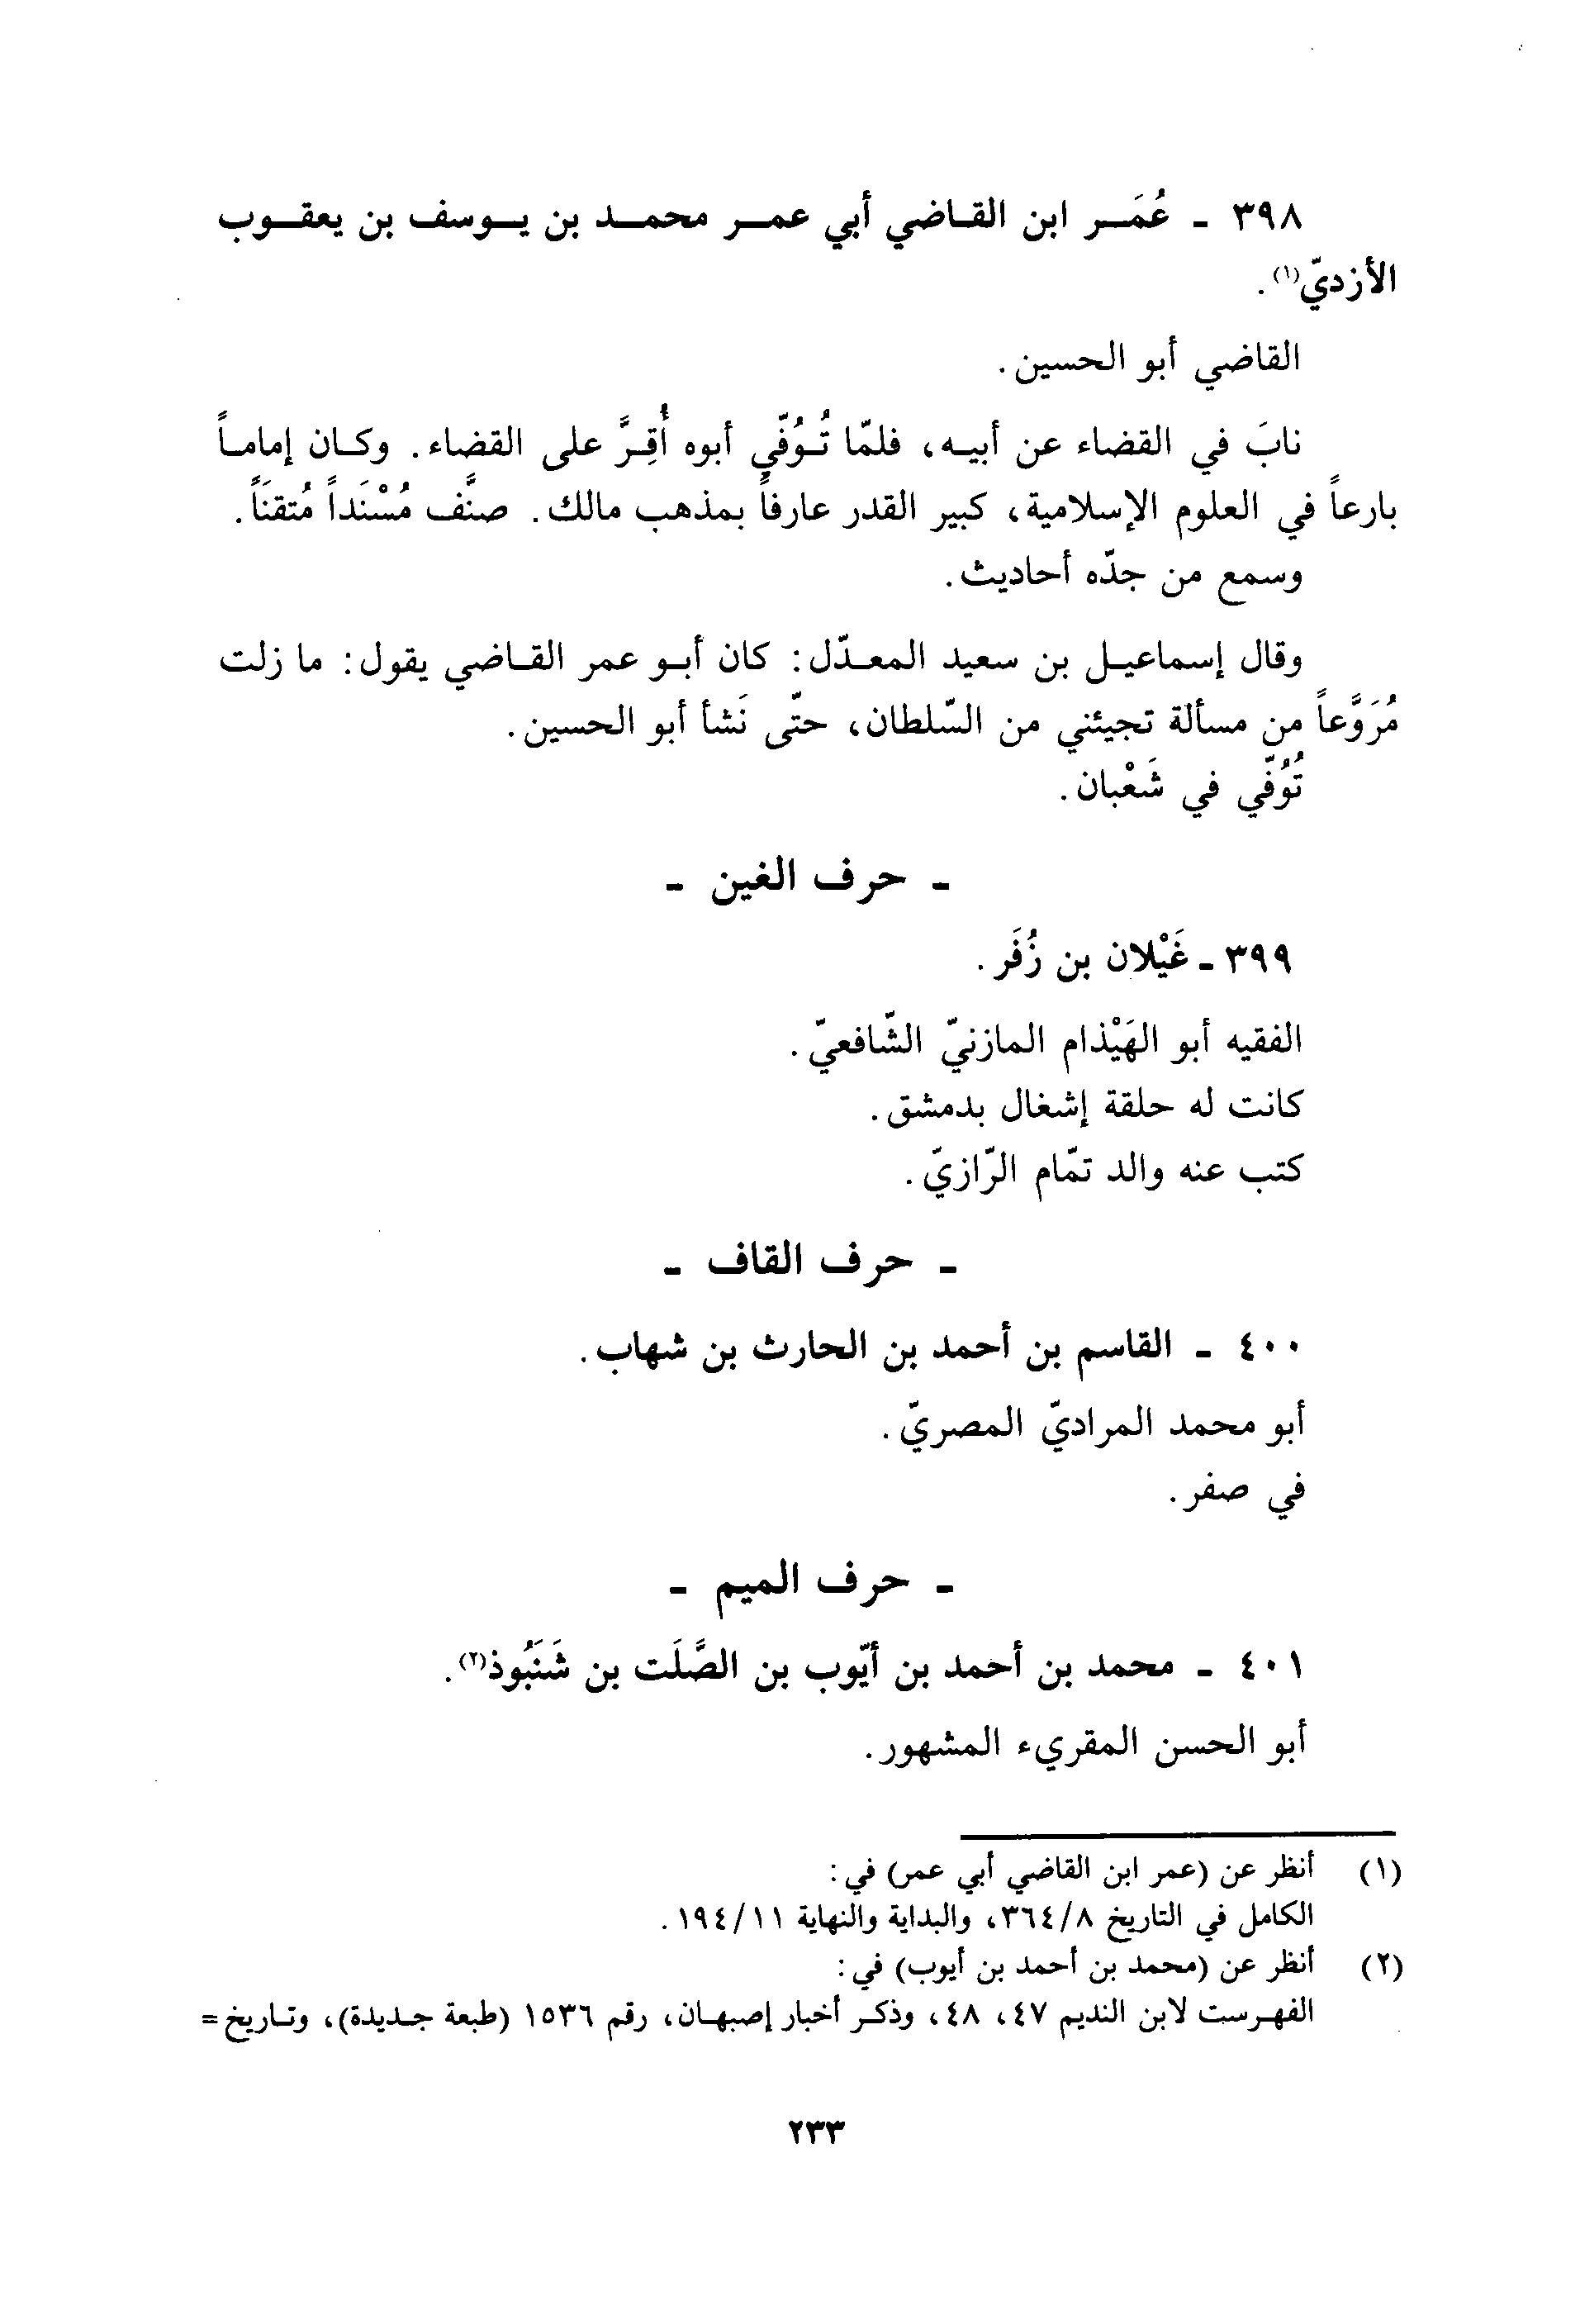 ٣٩٨ - عُمَر ابن القاضي أبي عمر محمد بن يوسف بن يعقوب
الأزديّ(١).
القاضي أبو الحسين.
نابَ في القضاء عن أبيه، فلمّا تُوُفّي أبوه أُقِرَّ على القضاء. وكان إماماً
بارعاً في العلوم الإسلامية، كبير القدر عارفاً بمذهب مالك. صنَّف مُسْنَداً مُتقنَاً.
وسمع من جدّه أحاديث.
وقال إسماعيل بن سعيد المعدّل: كان أبو عمر القاضي يقول: ما زلت
مُرَوَّعاً من مسألة تجيئني من السّلطان، حتّى نَشأ أبو الحسين.
تُوُفّي في شَعْبان.
- حرف الغين -
٣٩٩ - غَيْلان بن زُفَر.
الفقيه أبو الهَيْذام المازنيّ الشّافعيّ.
كانت له حلقة إشغال بدمشق.
كتب عنه والد تمّام الرّازيّ.
- حرف القاف -
٤٠٠ - القاسم بن أحمد بن الحارث بن شهاب.
أبو محمد المراديّ المصريّ.
في صفر.
- حرف الميم -
٤٠١ - محمد بن أحمد بن أيّوب بن الصَّلَت بن شَنَبُوذ(٢).
أبو الحسن المقريء المشهور.
(١) أنظر عن (عمر ابن القاضي أبي عمر) في:
الكامل في التاريخ ٣٦٤/٨، والبداية والنهاية ١٩٤/١١.
(٢) أنظر عن (محمد بن أحمد بن أيوب) في:
الفهرست لابن النديم ٤٧، ٤٨، وذكر أخبار إصبهان، رقم ١٥٣٦ (طبعة جديدة)، وتاريخ =
٢٣٣